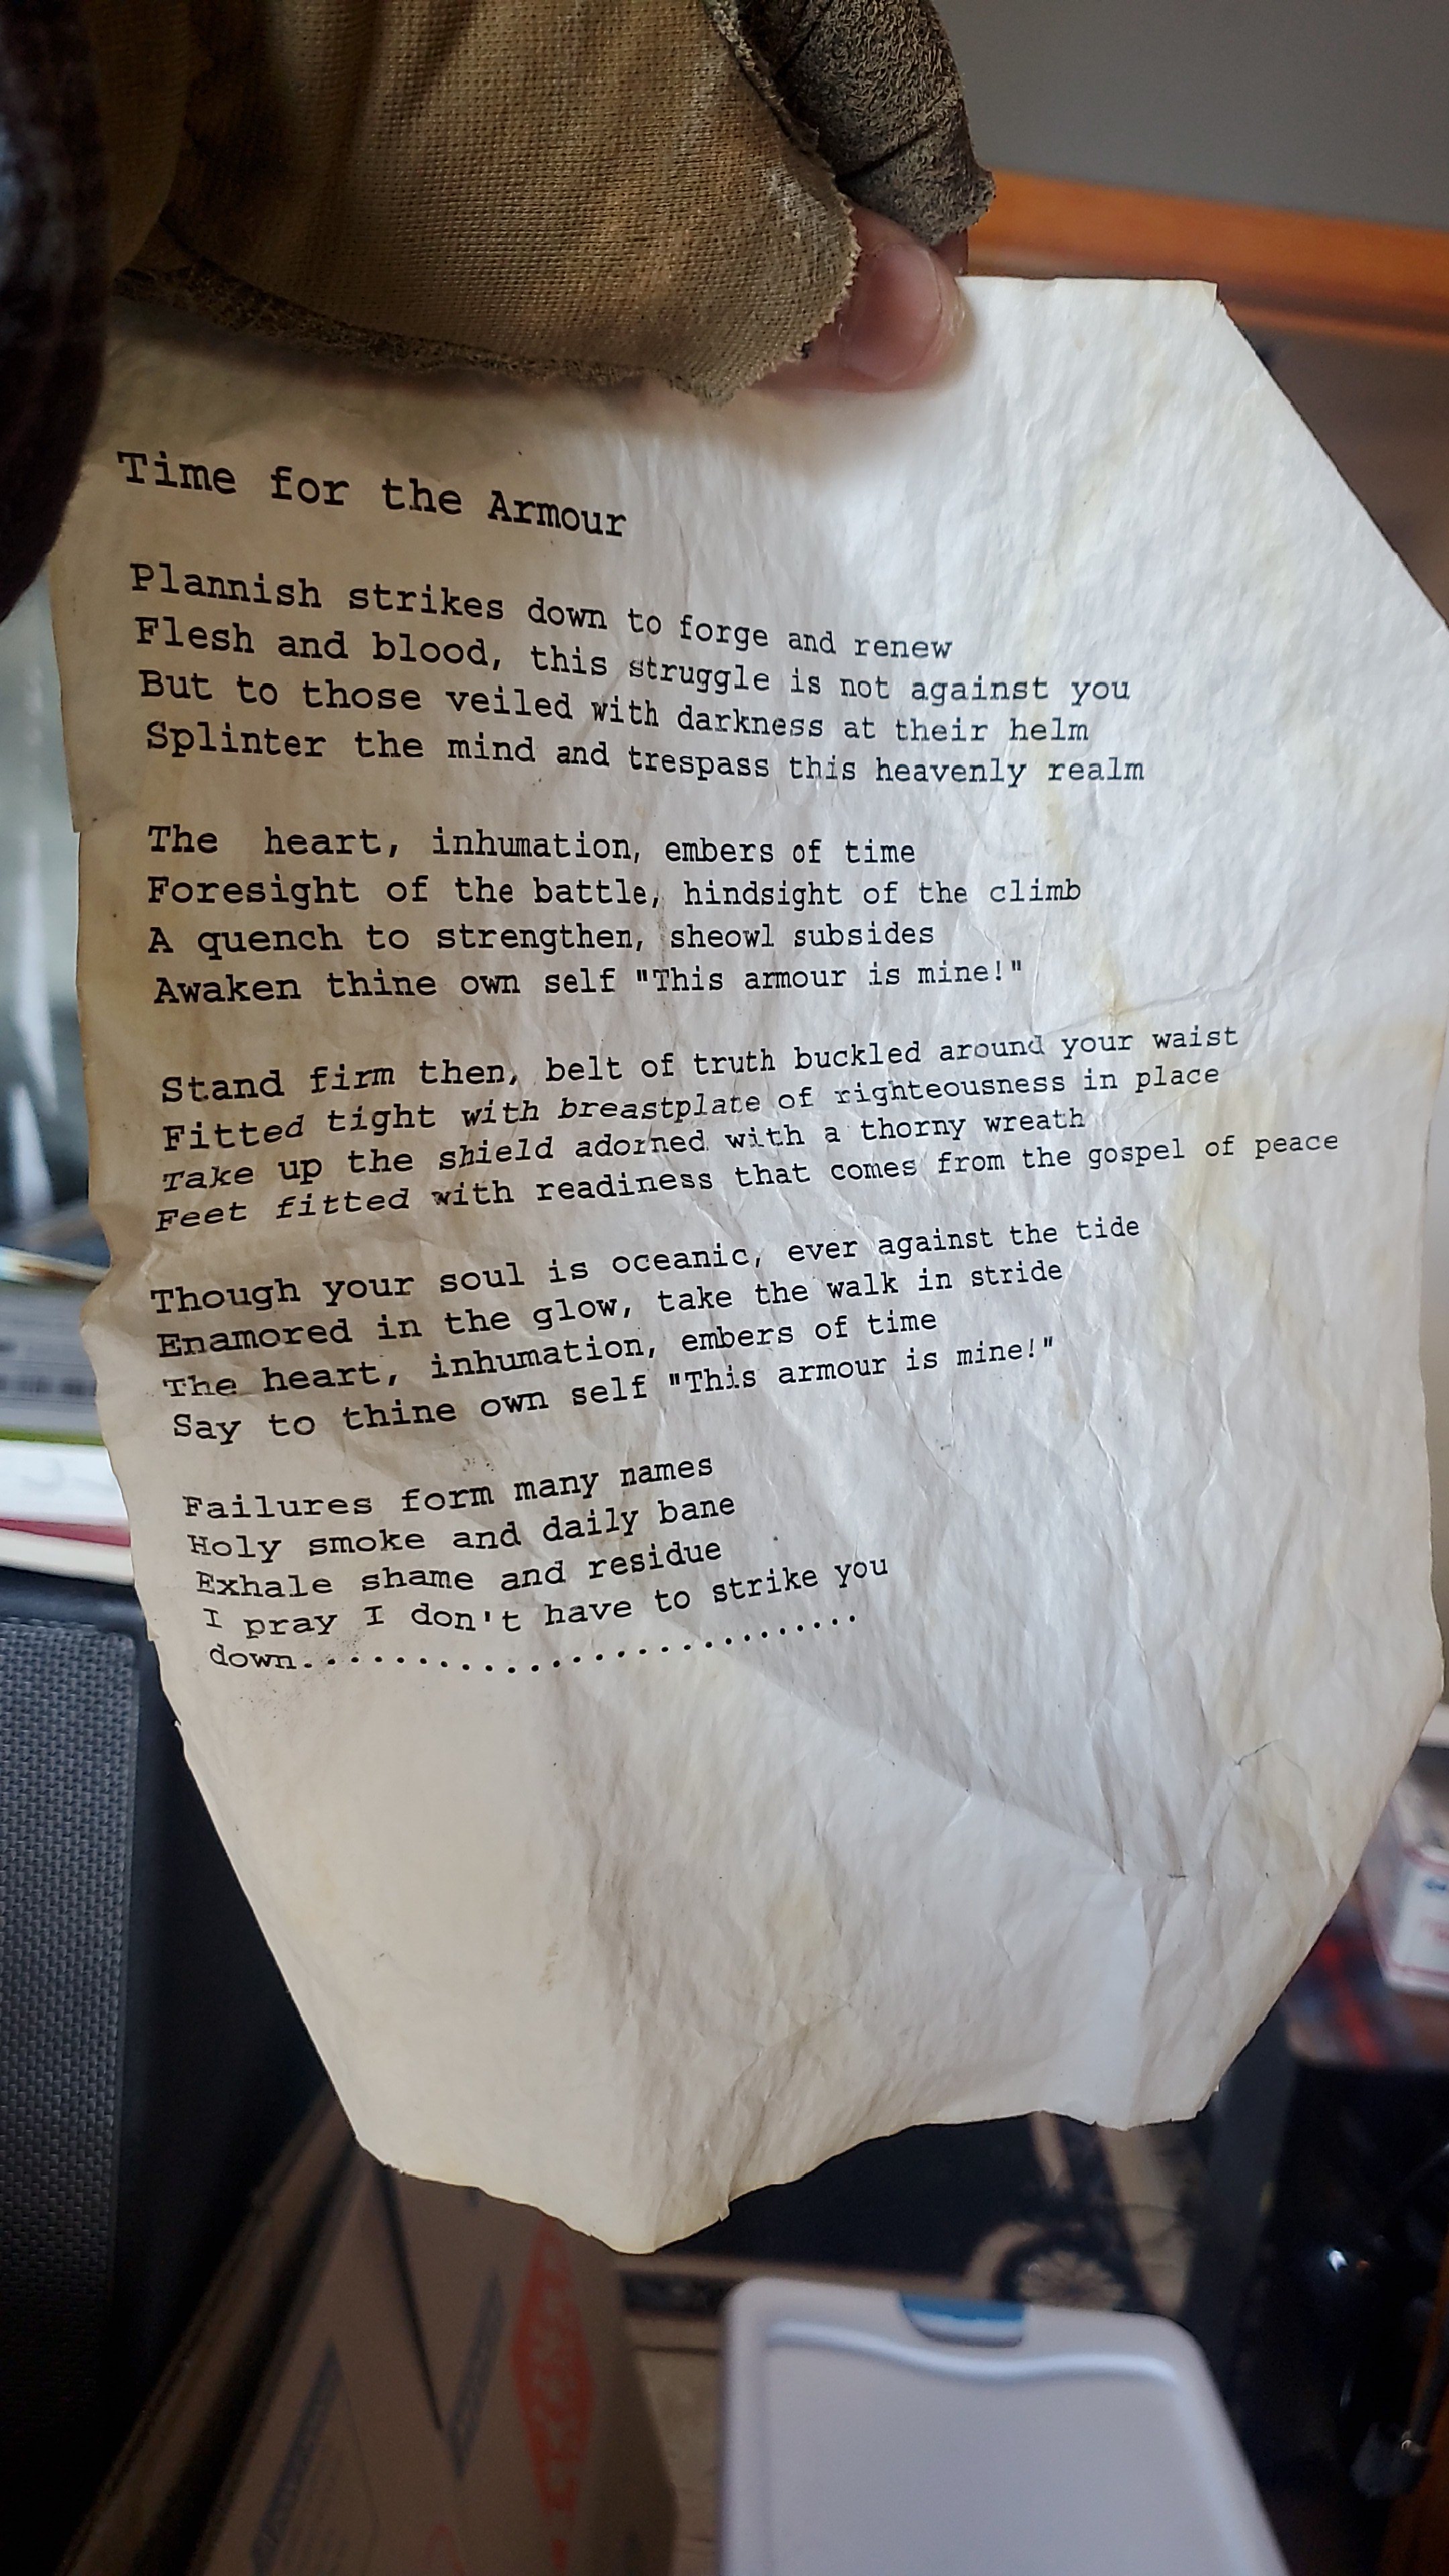 Time for the Armour
Plannish strikes down to forge and renew
Flesh and blood, this struggle is not against you
But to those veiled with darkness at their helm
Splinter the mind and trespass this heavenly realm
The heart, inhumation, embers of time
Foresight of the battle, hindsight of the climb
A quench to strengthen, sheowl subsides
Awaken thine own self "This armour is mine!"
Stand firm then, belt of truth buckled around your waist
Fitted tight with breastplate of righteousness in place
Take up the shield adorned with a thorny wreath
Feet fitted with readiness that comes from the gospel of peace
Though your soul is oceanic, ever against the tide
Enamored in the glow, take the walk in stride
The heart, inhumation, embers of time
Say to thine own self "This armour is mine!"
Failures form many names
Holy smoke and daily bane
Exhale shame and residue
I pray I don't have to strike you
down...........................